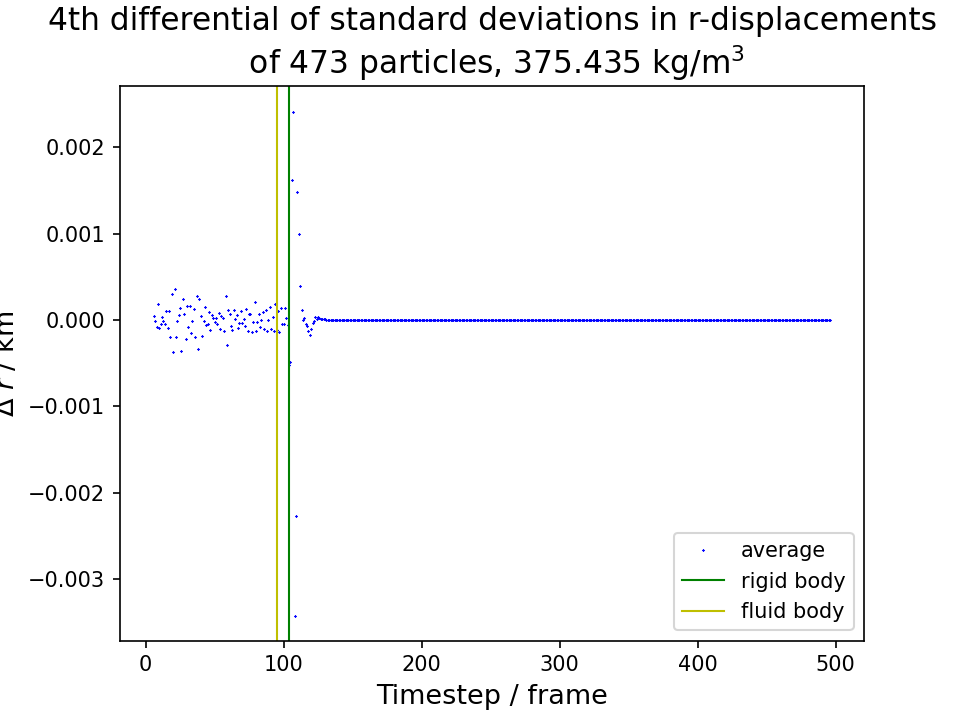 4th differential of standard deviations in r-displacements
of 473 particles, 375.435 kg/m³
0.002
0.001
0.000
−0.001
−0.002
−0.003
Δ r / km
0 100 200 300 400 500
Timestep / frame
average
rigid body
fluid body